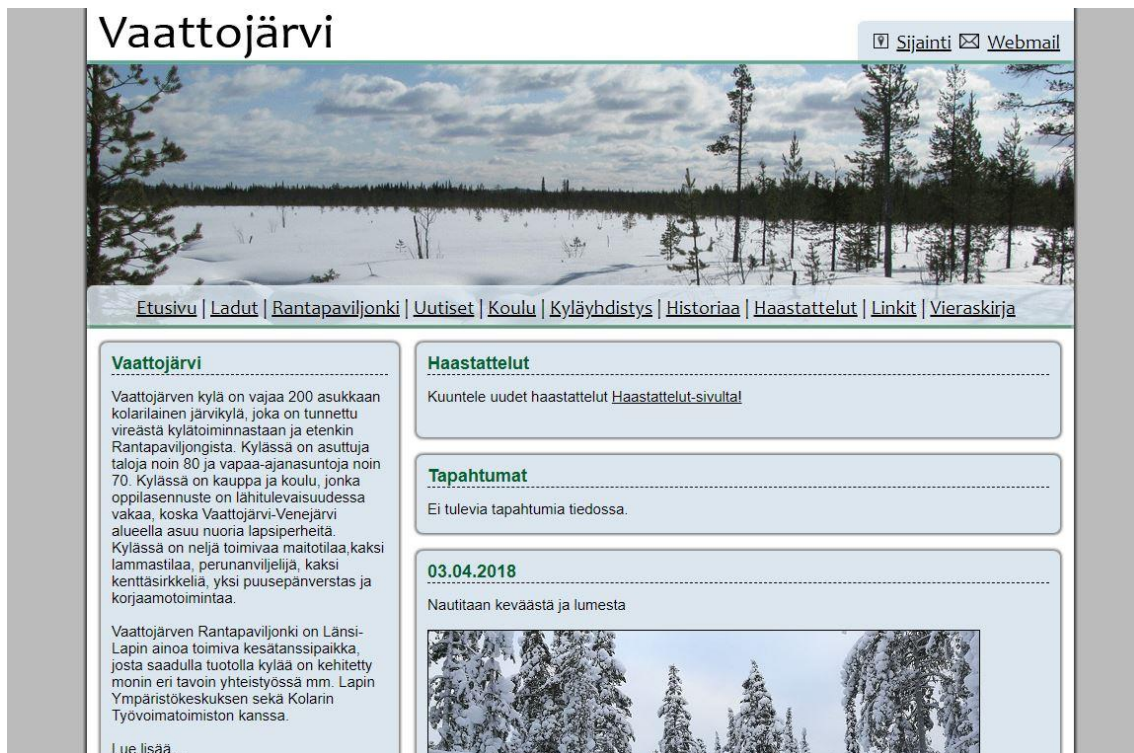 Vaattojärvi
Sijainti Webmail
Etusivu | Ladut | Rantapaviljonki | Uutiset | Koulu | Kyläyhdistys | Historiaa | Haastattelut | Linkit | Vieraskirja
Vaattojärvi
Vaattojärven kylä on vajaa 200 asukkaan
kolarilainen järvikylä, joka on tunnettu
vireästä kylätoiminnastaan ja etenkin
Rantapaviljongista. Kylässä on asuttuja
taloja noin 80 ja vapaa-ajanasuntoja noin
70. Kylässä on kauppa ja koulu, jonka
oppilasennuste on lähitulevaisuudessa
vakaa, koska Vaattojärvi-Venejärvi
alueella asuu nuoria lapsiperheitä.
Kylässä on neljä toimivaa maitotilaa,kaksi
lammastilaa, perunanviljelijä, kaksi
kenttäsirkkeliä, yksi puusepänverstas ja
korjaamotoimintaa.
Vaattojärven Rantapaviljonki on Länsi-
Lapin ainoa toimiva kesätanssipaikka,
josta saadulla tuotolla kylää on kehitetty
monin eri tavoin yhteistyössä mm. Lapin
Ympäristökeskuksen sekä Kolarin
Työvoimatoimiston kanssa.
Lue lisää
Haastattelut
Kuuntele uudet haastattelut Haastattelut-sivulta!
Tapahtumat
Ei tulevia tapahtumia tiedossa.
03.04.2018
Nautitaan keväästä ja lumesta